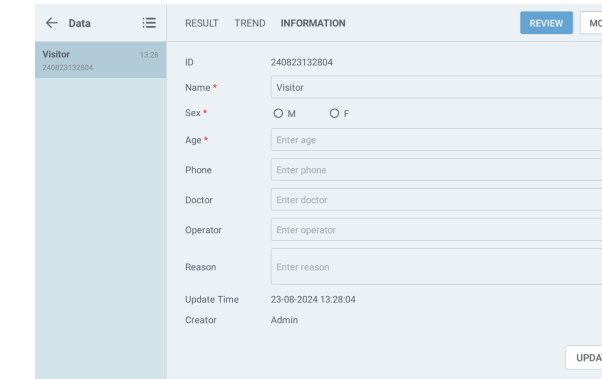 Data
RESULT TREND INFORMATION REVIEW
Visitor 13:28
240823132804
ID 240823132804
Name * Visitor
Sex * M F
Age * Enter age
Phone Enter phone
Doctor Enter doctor
Operator Enter operator
Reason Enter reason
Update Time 23-08-2024 13:28:04
Creator Admin